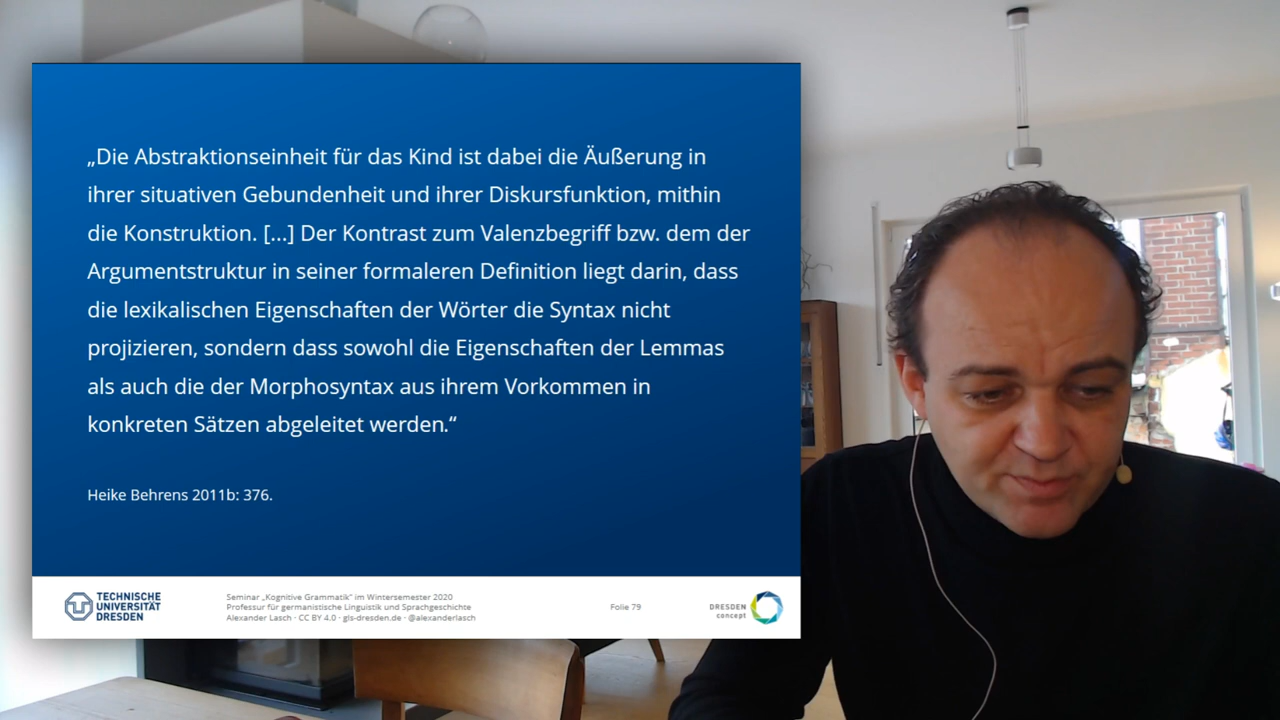 „Die Abstraktionseinheit für das Kind ist dabei die Äußerung in
ihrer situativen Gebundenheit und ihrer Diskursfunktion, mithin
die Konstruktion. [...] Der Kontrast zum Valenzbegriff bzw. dem der
Argumentstruktur in seiner formaleren Definition liegt darin, dass
die lexikalischen Eigenschaften der Wörter die Syntax nicht
projizieren, sondern dass sowohl die Eigenschaften der Lemmas
als auch die der Morphosyntax aus ihrem Vorkommen in
konkreten Sätzen abgeleitet werden.“
Heike Behrens 2011b: 376.
TECHNISCHE
UNIVERSITÄT
DRESDEN
Seminar „Kognitive Grammatik“ im Wintersemester 2020
Professur für germanistische Linguistik und Sprachgeschichte
Alexander Lasch · CC BY 4.0 · gls-dresden.de · @alexanderlasch
Folie 79
DRESDEN
concept